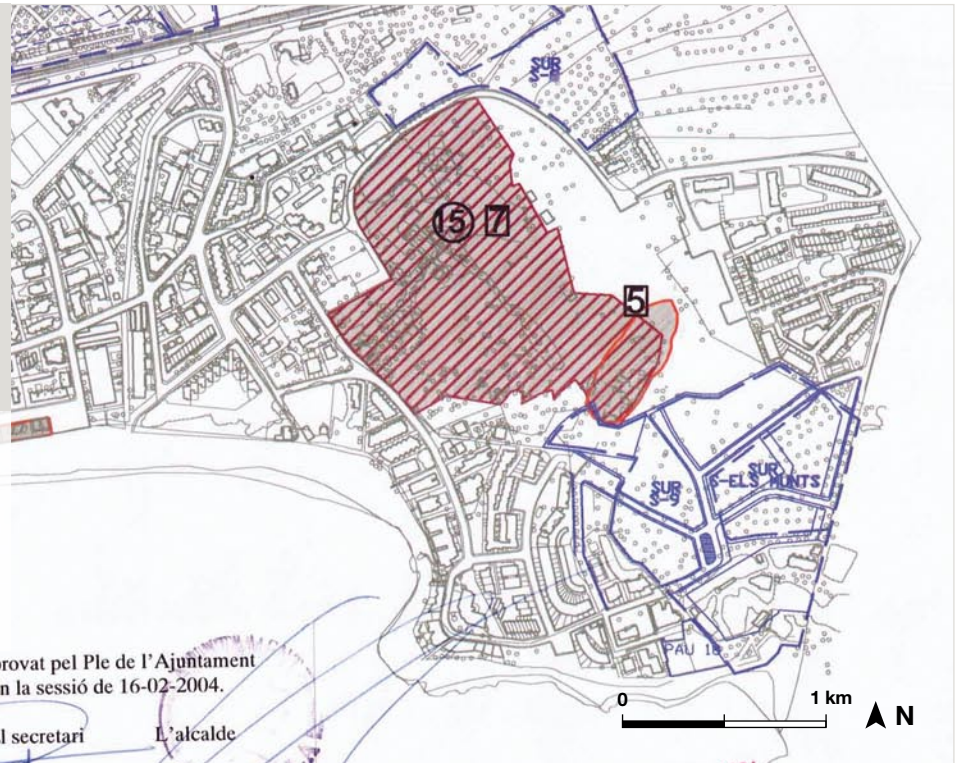 SUR
S-8
15 7
5
SUR
S-9
SUR
S-ELS MUNTS
PAU 18
rovat pel Ple de l'Ajuntament
n la sessió de 16-02-2004.
l secretari L'alcalde
0 1 km
N